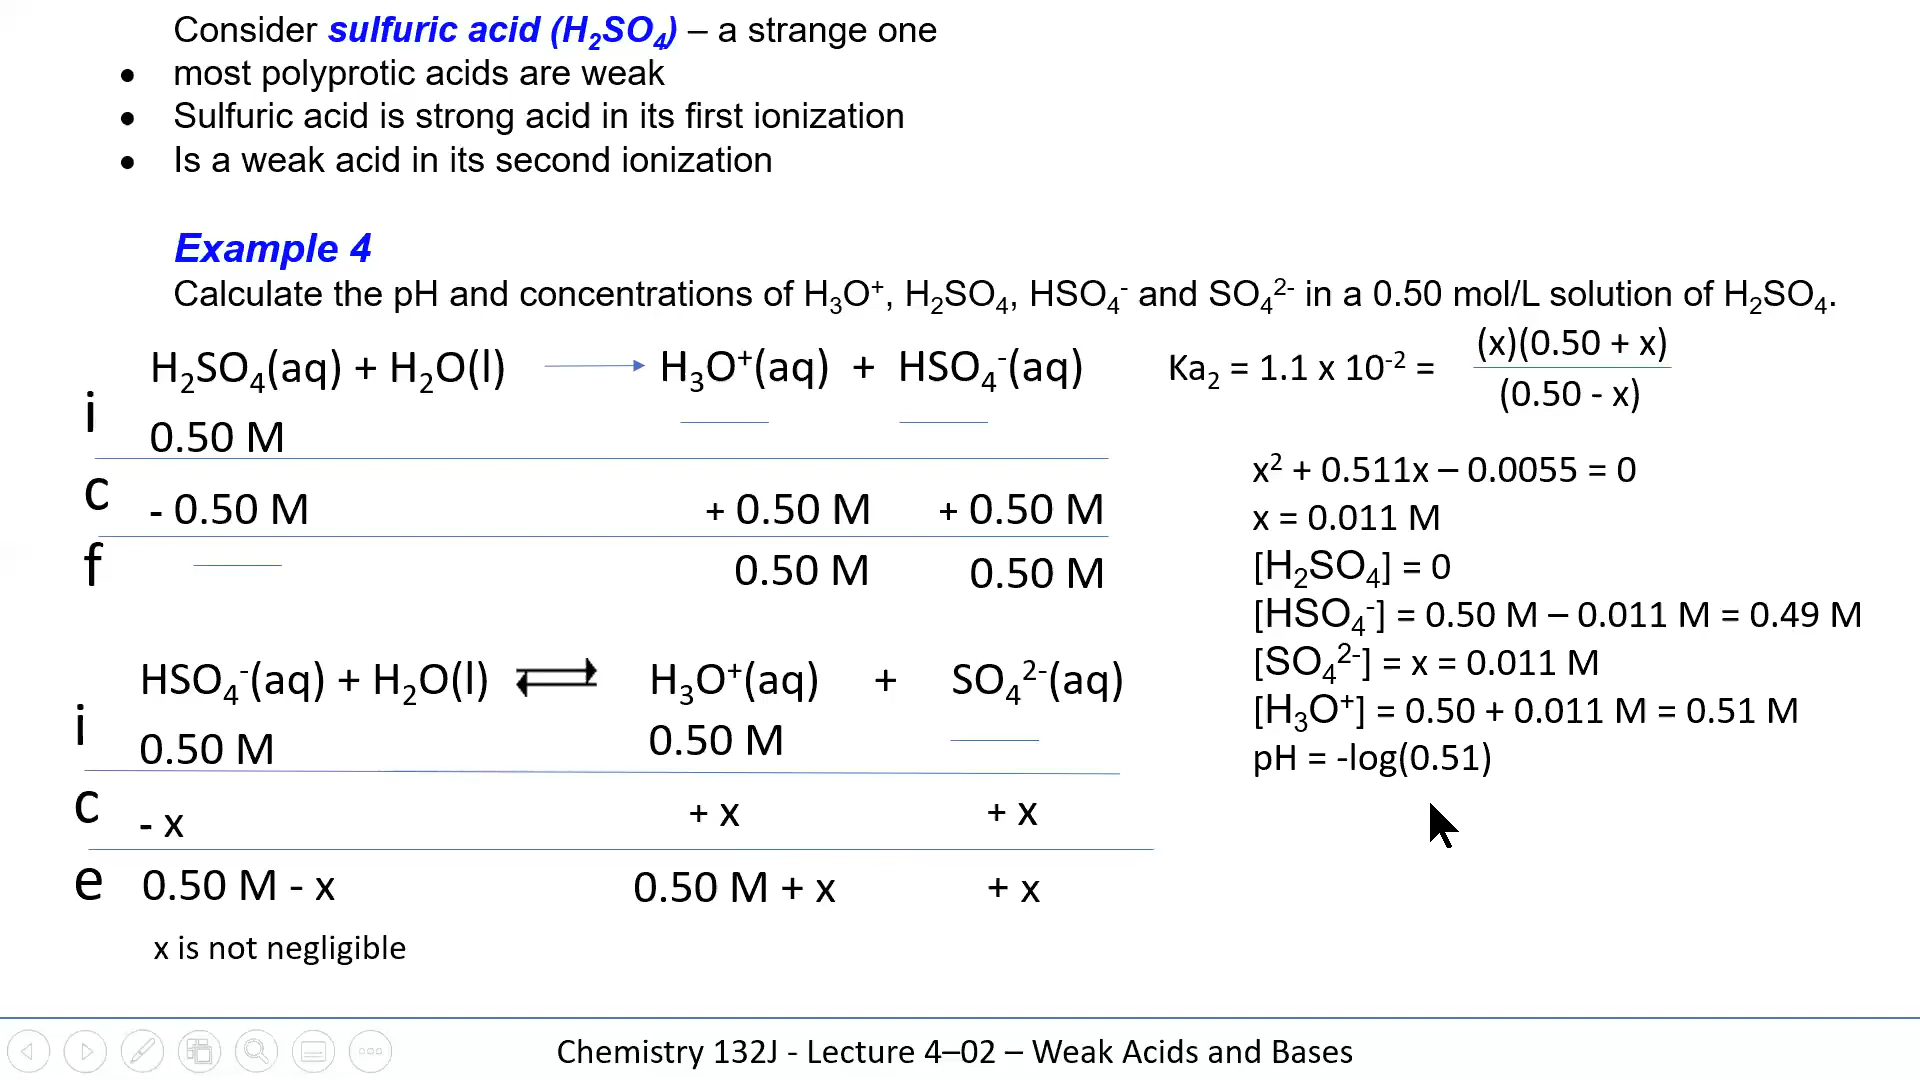 Consider sulfuric acid (H₂SO₄) – a strange one
• most polyprotic acids are weak
• Sulfuric acid is strong acid in its first ionization
• Is a weak acid in its second ionization
Example 4
Calculate the pH and concentrations of H₃O⁺, H₂SO₄, HSO₄⁻ and SO₄²⁻ in a 0.50 mol/L solution of H₂SO₄.
H₂SO₄(aq) + H₂O(l) → H₃O⁺(aq) + HSO₄⁻(aq)
i 0.50 M
c - 0.50 M + 0.50 M + 0.50 M
f 0.50 M 0.50 M
HSO₄⁻(aq) + H₂O(l) ⇌ H₃O⁺(aq) + SO₄²⁻(aq)
i 0.50 M 0.50 M
c - x + x + x
e 0.50 M - x 0.50 M + x + x
x is not negligible
Ka₂ = 1.1 x 10⁻² = (x)(0.50 + x)
(0.50 - x)
x² + 0.511x – 0.0055 = 0
x = 0.011 M
[H₂SO₄] = 0
[HSO₄⁻] = 0.50 M – 0.011 M = 0.49 M
[SO₄²⁻] = x = 0.011 M
[H₃O⁺] = 0.50 + 0.011 M = 0.51 M
pH = -log(0.51)
Chemistry 132J - Lecture 4–02 – Weak Acids and Bases